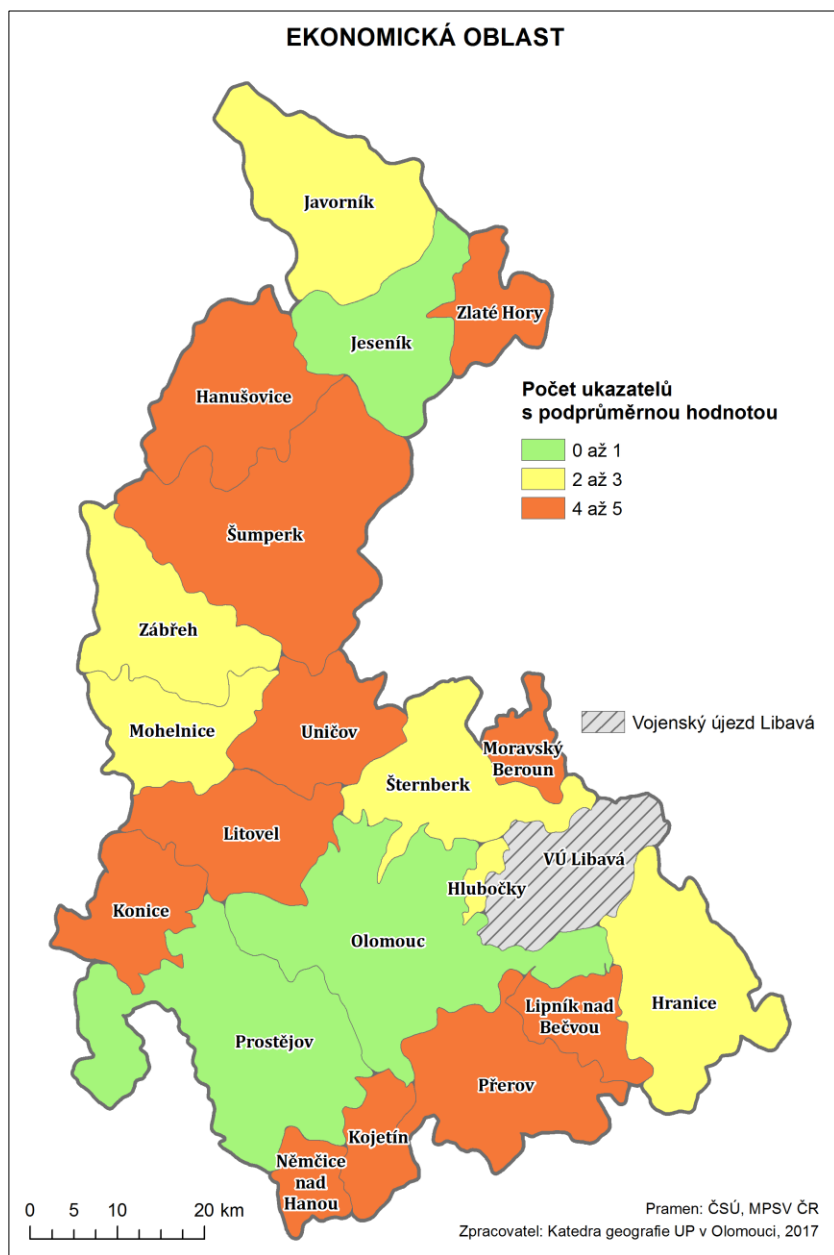 EKONOMICKÁ OBLAST
Javorník
Zlaté Hory
Jeseník
Hanušovice
Počet ukazatelů
s podprůměrnou hodnotou
0 až 1
2 až 3
4 až 5
Šumperk
Zábřeh
Mohelnice
Uničov
Vojenský újezd Libavá
Moravský
Beroun
Šternberk
Litovel
VÚ Libavá
Hlubočky
Konice
Olomouc
Hranice
Lipník nad
Bečvou
Prostějov
Přerov
Kojetín
Němčice
nad
Hanou
0 5 10 20 km
Pramen: ČSÚ, MPSV ČR
Zpracovatel: Katedra geografie UP v Olomouci, 2017